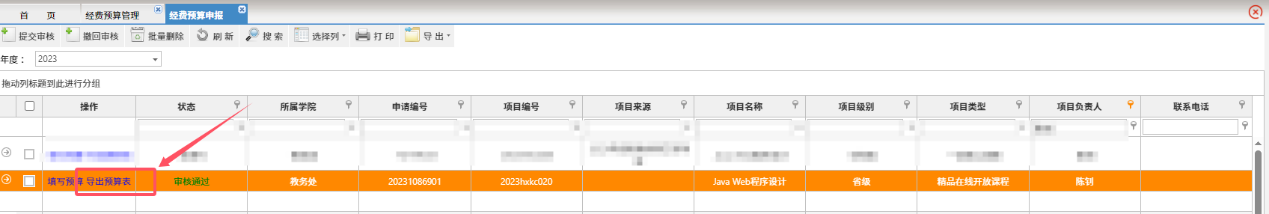 首 页 经费预算管理 经费预算申报
提交审核 撤回审核 批量删除 刷新 搜索 选择列 打印 导出
年度： 2023
拖动列标题到此进行分组
操作 状态 所属学院 申请编号 项目编号 项目来源 项目名称 项目级别 项目类型 项目负责人 联系电话
填写预算 导出预算表 审核通过 教务处 20231086901 2023hxkc020 Java Web程序设计 省级 精品在线开放课程 陈钊